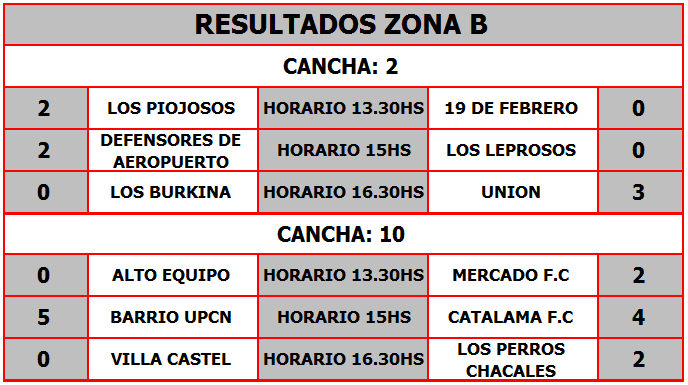 RESULTADOS ZONA B
CANCHA: 2
2 LOS PIOJOSOS HORARIO 13.30HS 19 DE FEBRERO 0
2 DEFENSORES DE AEROPUERTO HORARIO 15HS LOS LEPROSOS 0
0 LOS BURKINA HORARIO 16.30HS UNION 3
CANCHA: 10
0 ALTO EQUIPO HORARIO 13.30HS MERCADO F.C 2
5 BARRIO UPCN HORARIO 15HS CATALAMA F.C 4
0 VILLA CASTEL HORARIO 16.30HS LOS PERROS CHACALES 2